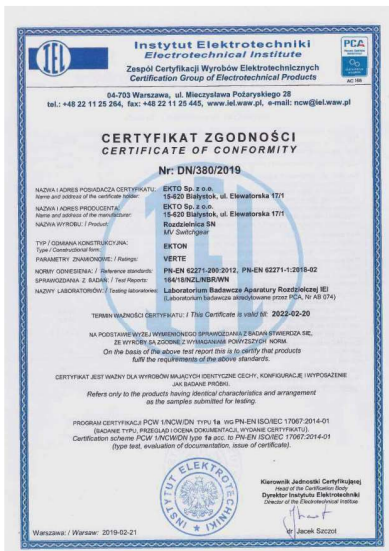 IEL
Instytut Elektrotechniki
Electrotechnical Institute
Zespół Certyfikacji Wyrobów Elektrotechnicznych
Certification Group of Electrotechnical Products
PCA
AC 166
04-703 Warszawa, ul. Mieczysława Pożaryskiego 28
tel.: +48 22 11 25 264, fax: +48 22 11 25 445, www.iel.waw.pl, e-mail: ncw@iel.waw.pl
CERTYFIKAT ZGODNOŚCI
CERTIFICATE OF CONFORMITY
Nr: DN/380/2019
NAZWA I ADRES POSIADACZA CERTYFIKATU: EKTO Sp. z o.o.
Name and address of the certificate holder: 15-620 Białystok, ul. Elewatorska 17/1
NAZWA I ADRES PRODUCENTA: EKTO Sp. z o.o.
Name and address of the manufacturer: 15-620 Białystok, ul. Elewatorska 17/1
NAZWA WYROBU: / Product: Rozdzielnica SN
MV Switchgear
TYP / ODMIANA KONSTRUKCYJNA:
Type / Constructional form: EKTON
PARAMETRY ZNAMIONOWE: / Ratings: VERTE
NORMY ODNIESIENIA: / Reference standards: PN-EN 62271-200:2012, PN-EN 62271-1:2018-02
SPRAWOZDANIA Z BADAŃ: / Test Reports: 164/18/NZL/NBR/WN
NAZWY LABORATORIÓW / Testing laboratories: Laboratorium Badawcze Aparatury Rozdzielczej IEl
(Laboratorium badawcze akredytowane przez PCA, Nr AB 074)
TERMIN WAŻNOŚCI CERTYFIKATU: / This Certificate is valid till: 2022-02-20
NA PODSTAWIE WYŻEJ WYMIENIONEGO SPRAWOZDANIA Z BADAŃ STWIERDZA SIĘ,
ŻE WYROBY SĄ ZGODNE Z WYMAGANIAMI POWYŻSZYCH NORM.
On the basis of the above test report this is to certify that products
fulfil the requirements of the above standards.
CERTYFIKAT JEST WAŻNY DLA WYROBÓW MAJĄCYCH IDENTYCZNE CECHY, KONFIGURACJĘ I WYPOSAŻENIE
JAK BADANE PRÓBKI.
Refers only to the products having identical characteristics and arrangement
as the samples submitted for testing.
PROGRAM CERTYFIKACJI PCW 1/NCW/DN TYPU 1a WG PN-EN ISO/IEC 17067:2014-01
(BADANIE TYPU, PRZEGLĄD I OCENA DOKUMENTACJI, WYDANIE CERTYFIKATU).
Certification scheme PCW 1/NCW/DN type 1a acc. to PN-EN ISO/IEC 17067:2014-01
(type test, evaluation of documentation, issue of certificate).
INSTYTUT ELEKTROTECHNIKI
Kierownik Jednostki Certyfikującej
Head of the Certification Body
Dyrektor Instytutu Elektrotechniki
Director of the Electrotechnical Institute
dr Jacek Szczot
Warszawa: / Warsaw: 2019-02-21